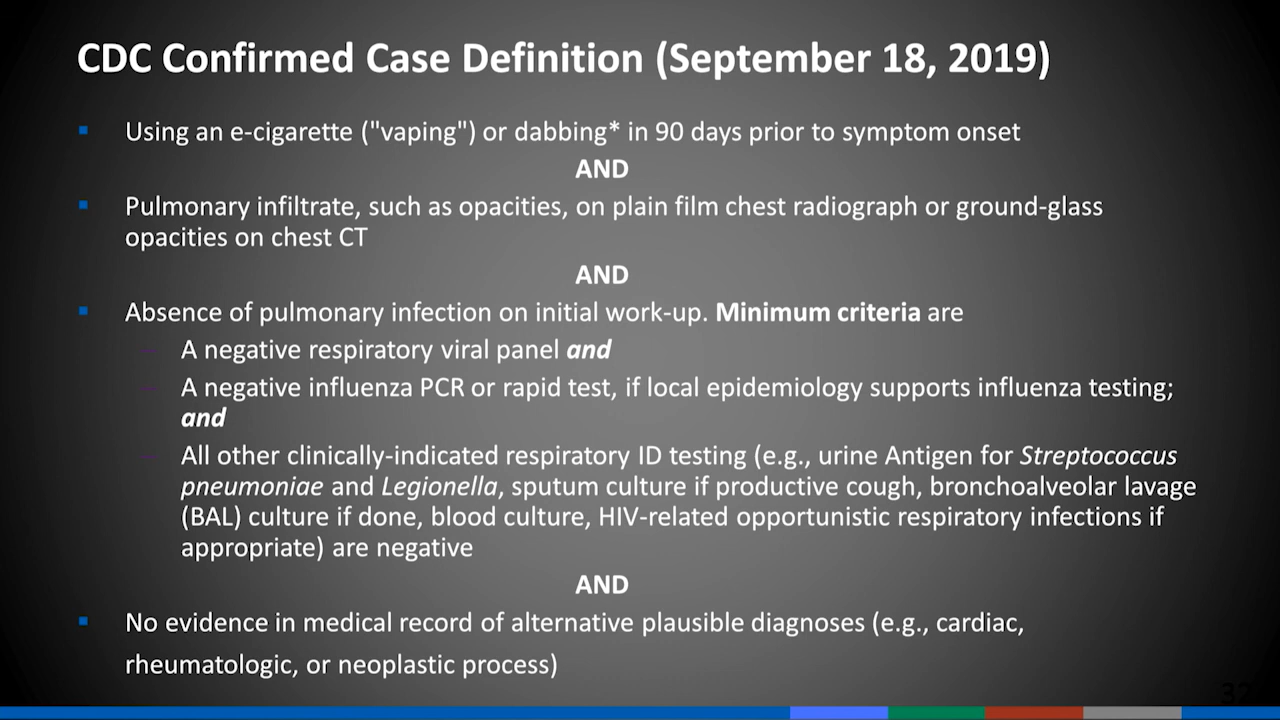 CDC Confirmed Case Definition (September 18, 2019)
Using an e-cigarette ("vaping") or dabbing* in 90 days prior to symptom onset
AND
Pulmonary infiltrate, such as opacities, on plain film chest radiograph or ground-glass
opacities on chest CT
AND
Absence of pulmonary infection on initial work-up. Minimum criteria are
– A negative respiratory viral panel and
– A negative influenza PCR or rapid test, if local epidemiology supports influenza testing;
and
– All other clinically-indicated respiratory ID testing (e.g., urine Antigen for Streptococcus
pneumoniae and Legionella, sputum culture if productive cough, bronchoalveolar lavage
(BAL) culture if done, blood culture, HIV-related opportunistic respiratory infections if
appropriate) are negative
AND
No evidence in medical record of alternative plausible diagnoses (e.g., cardiac,
rheumatologic, or neoplastic process)
32